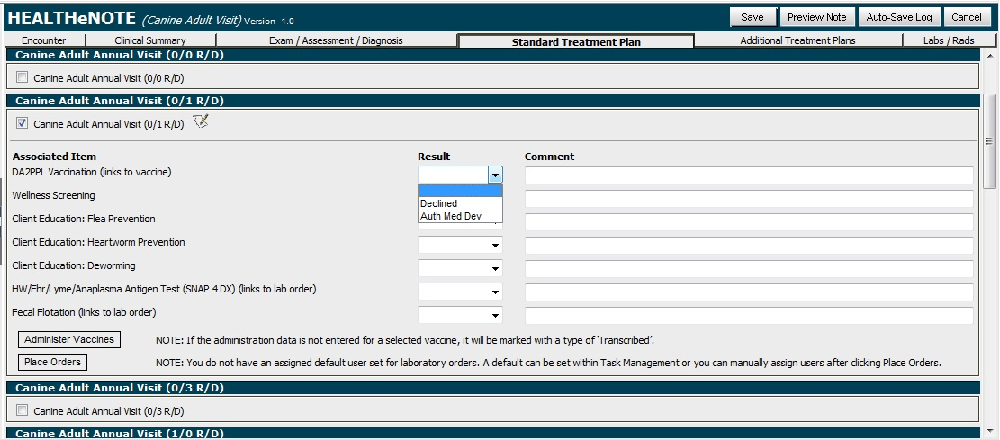 HEALTHeNOTE (Canine Adult Visit) Version 1.0
Save Preview Note Auto-Save Log Cancel
Encounter Clinical Summary Exam / Assessment / Diagnosis Standard Treatment Plan Additional Treatment Plans Labs / Rads
Canine Adult Annual Visit (0/0 R/D)
Canine Adult Annual Visit (0/0 R/D)
Canine Adult Annual Visit (0/1 R/D)
Canine Adult Annual Visit (0/1 R/D)
Associated Item Result Comment
DA2PPL Vaccination (links to vaccine)
Wellness Screening
Declined
Client Education: Flea Prevention
Auth Med Dev
Client Education: Heartworm Prevention
Client Education: Deworming
HW/Ehr/Lyme/Anaplasma Antigen Test (SNAP 4 DX) (links to lab order)
Fecal Flotation (links to lab order)
Administer Vaccines NOTE: If the administration data is not entered for a selected vaccine, it will be marked with a type of 'Transcribed'.
Place Orders NOTE: You do not have an assigned default user set for laboratory orders. A default can be set within Task Management or you can manually assign users after clicking Place Orders.
Canine Adult Annual Visit (0/3 R/D)
Canine Adult Annual Visit (0/3 R/D)
Canine Adult Annual Visit (1/0 R/D)